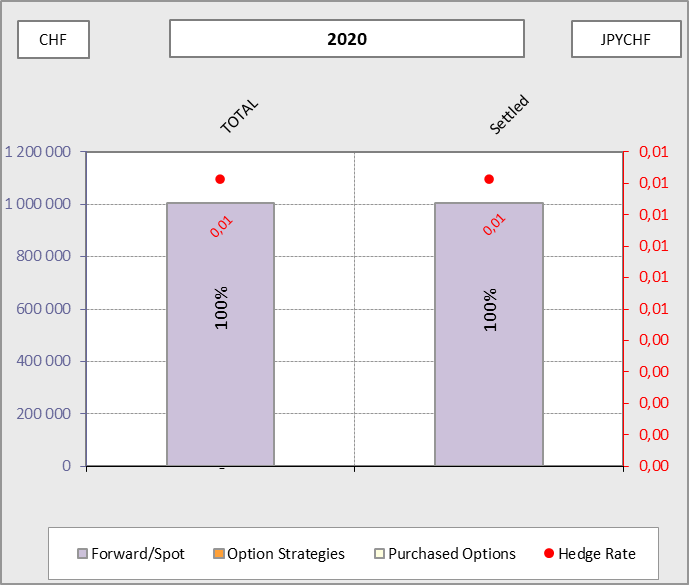 CHF 2020 JPYCHF
TOTAL Settled
1 200 000 0,01
0,01
1 000 000 0,01
800 000 0,01
0,01
600 000 0,01
0,00
400 000 0,00
200 000 0,00
0,00
0 0,00
0,01 0,01
100% 100%
-
Forward/Spot Option Strategies Purchased Options Hedge Rate